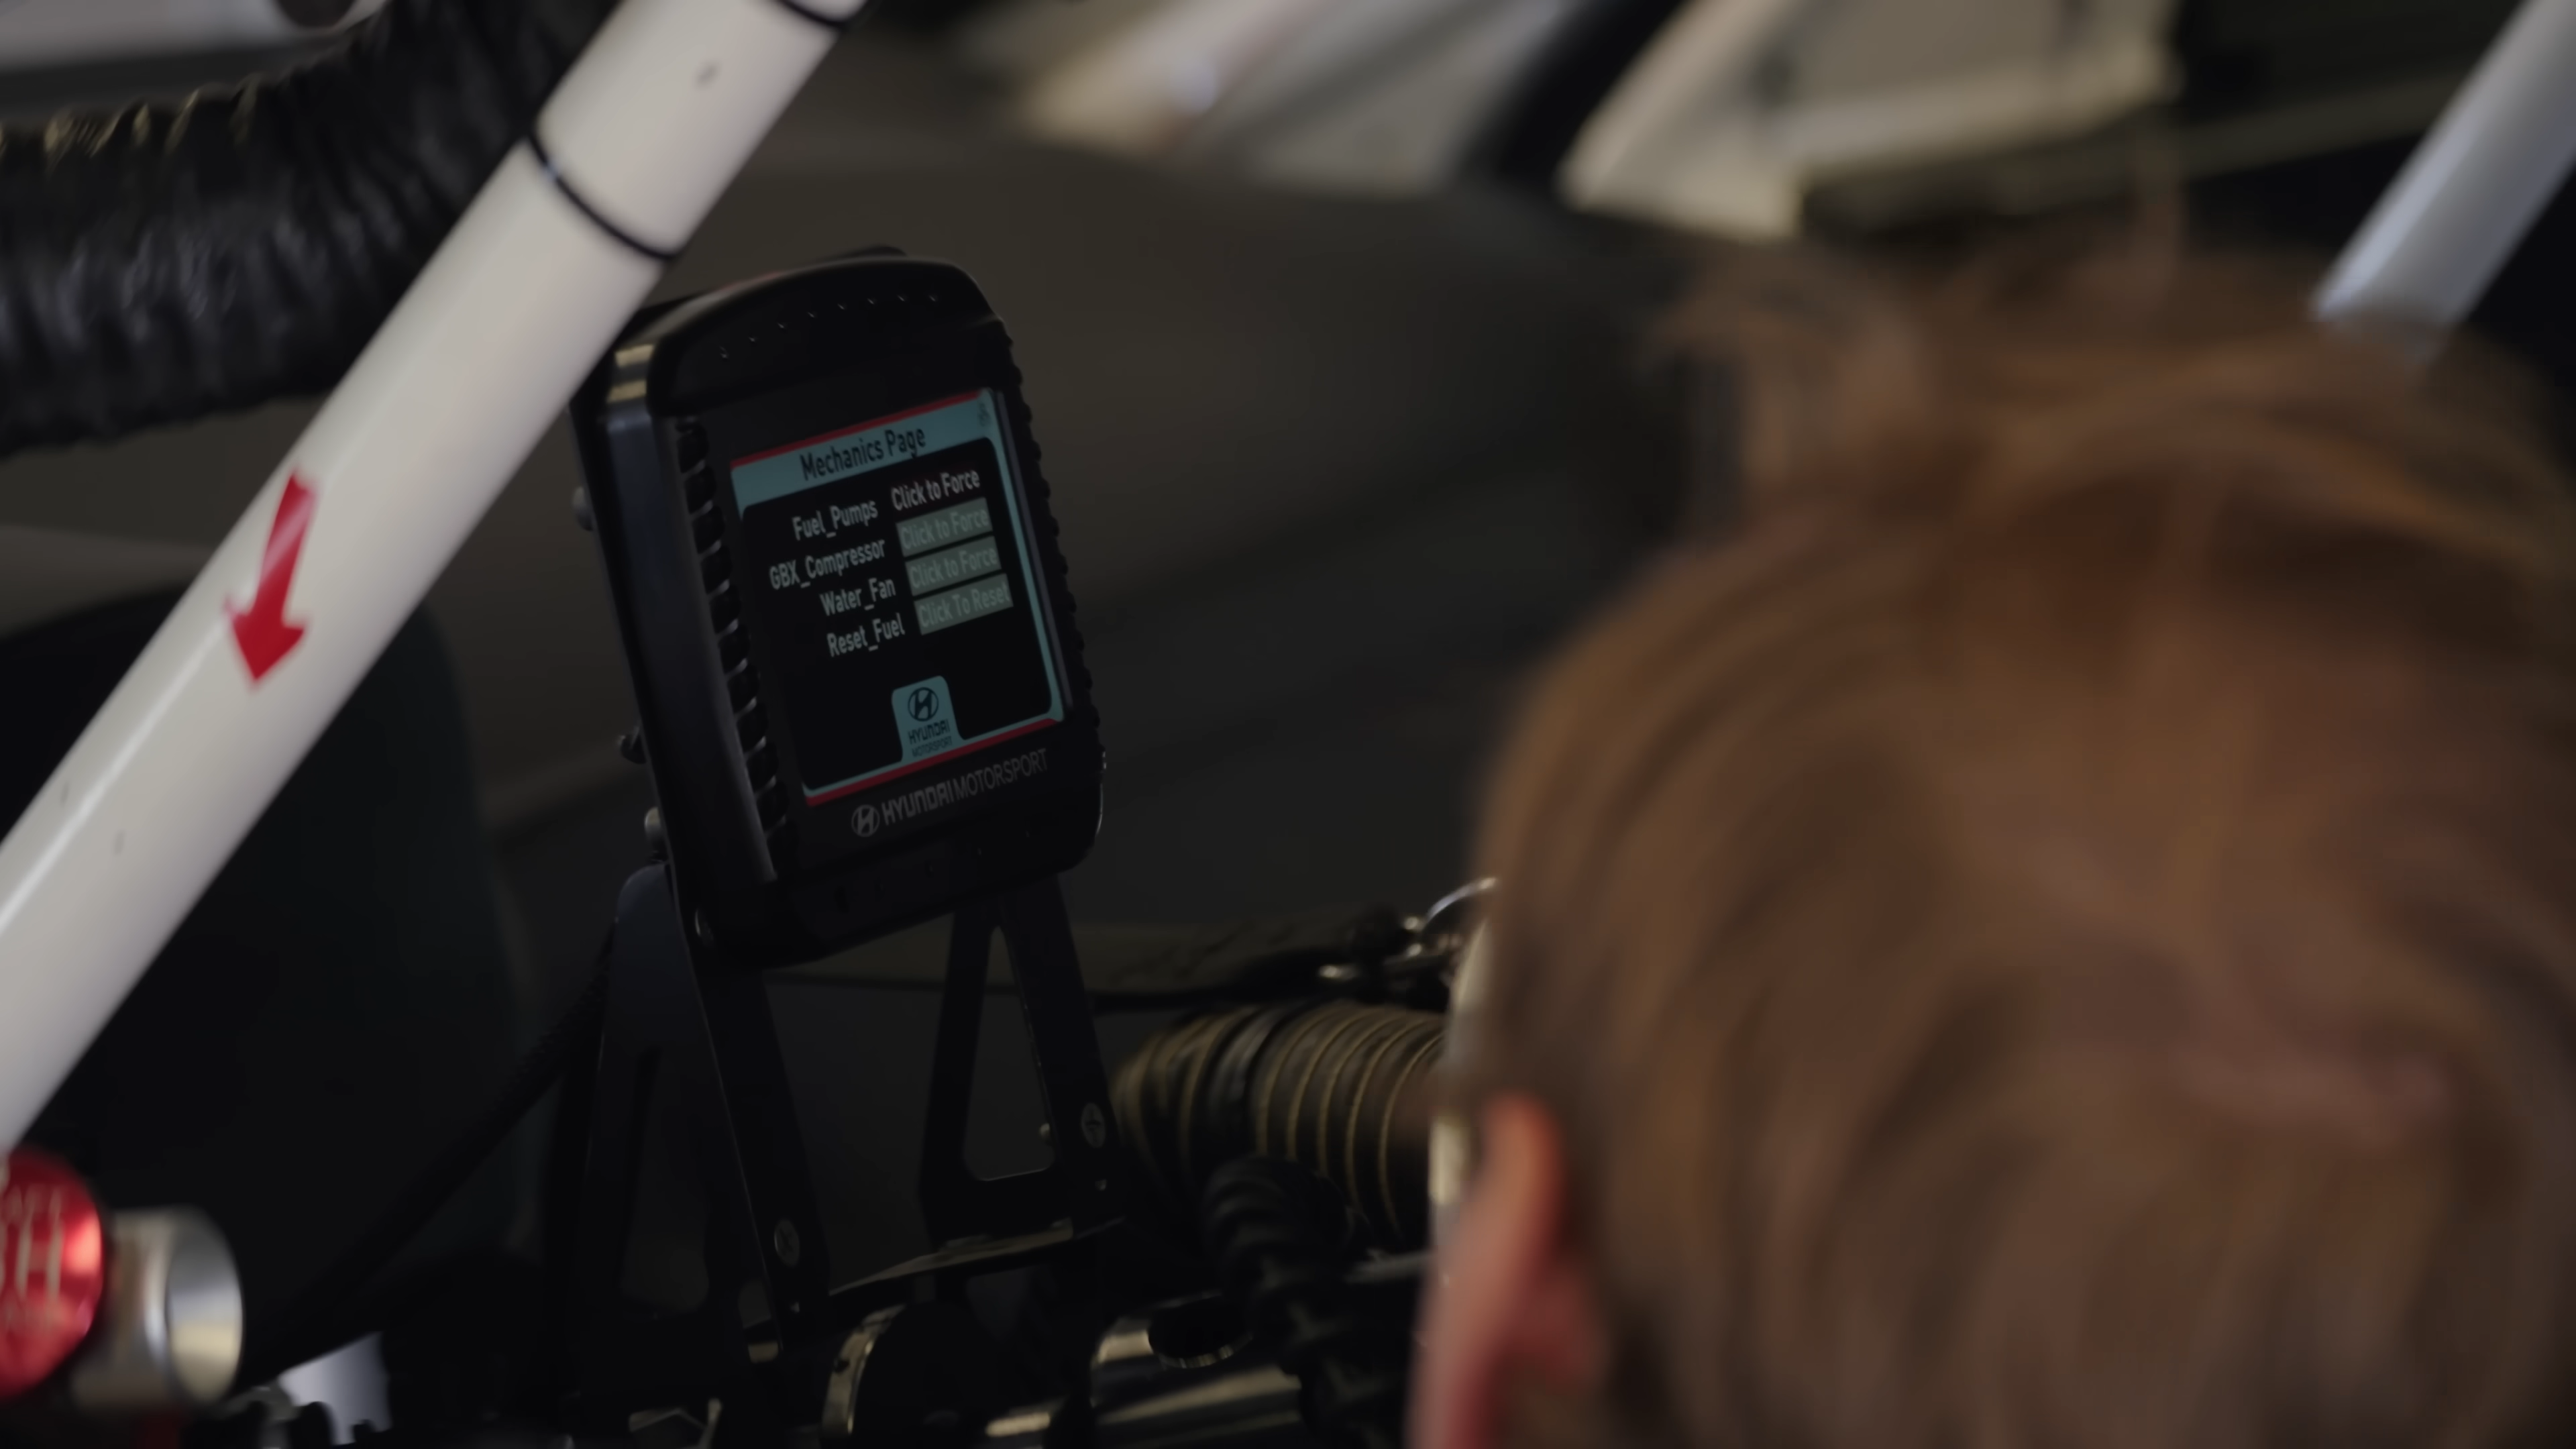 Mechanics Page
Fuel_Pumps Click to Force
GBX_Compressor Click to Force
Water_Fan Click to Force
Reset_Fuel Click To Reset
HYUNDAI
MOTORSPORT
HYUNDAI MOTORSPORT